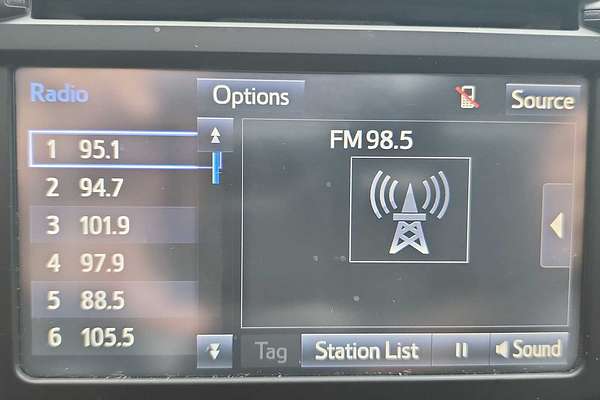 Radio
Options
Source
1 95.1
2 94.7
3 101.9
4 97.9
5 88.5
6 105.5
FM 98.5
Tag
Station List
Sound